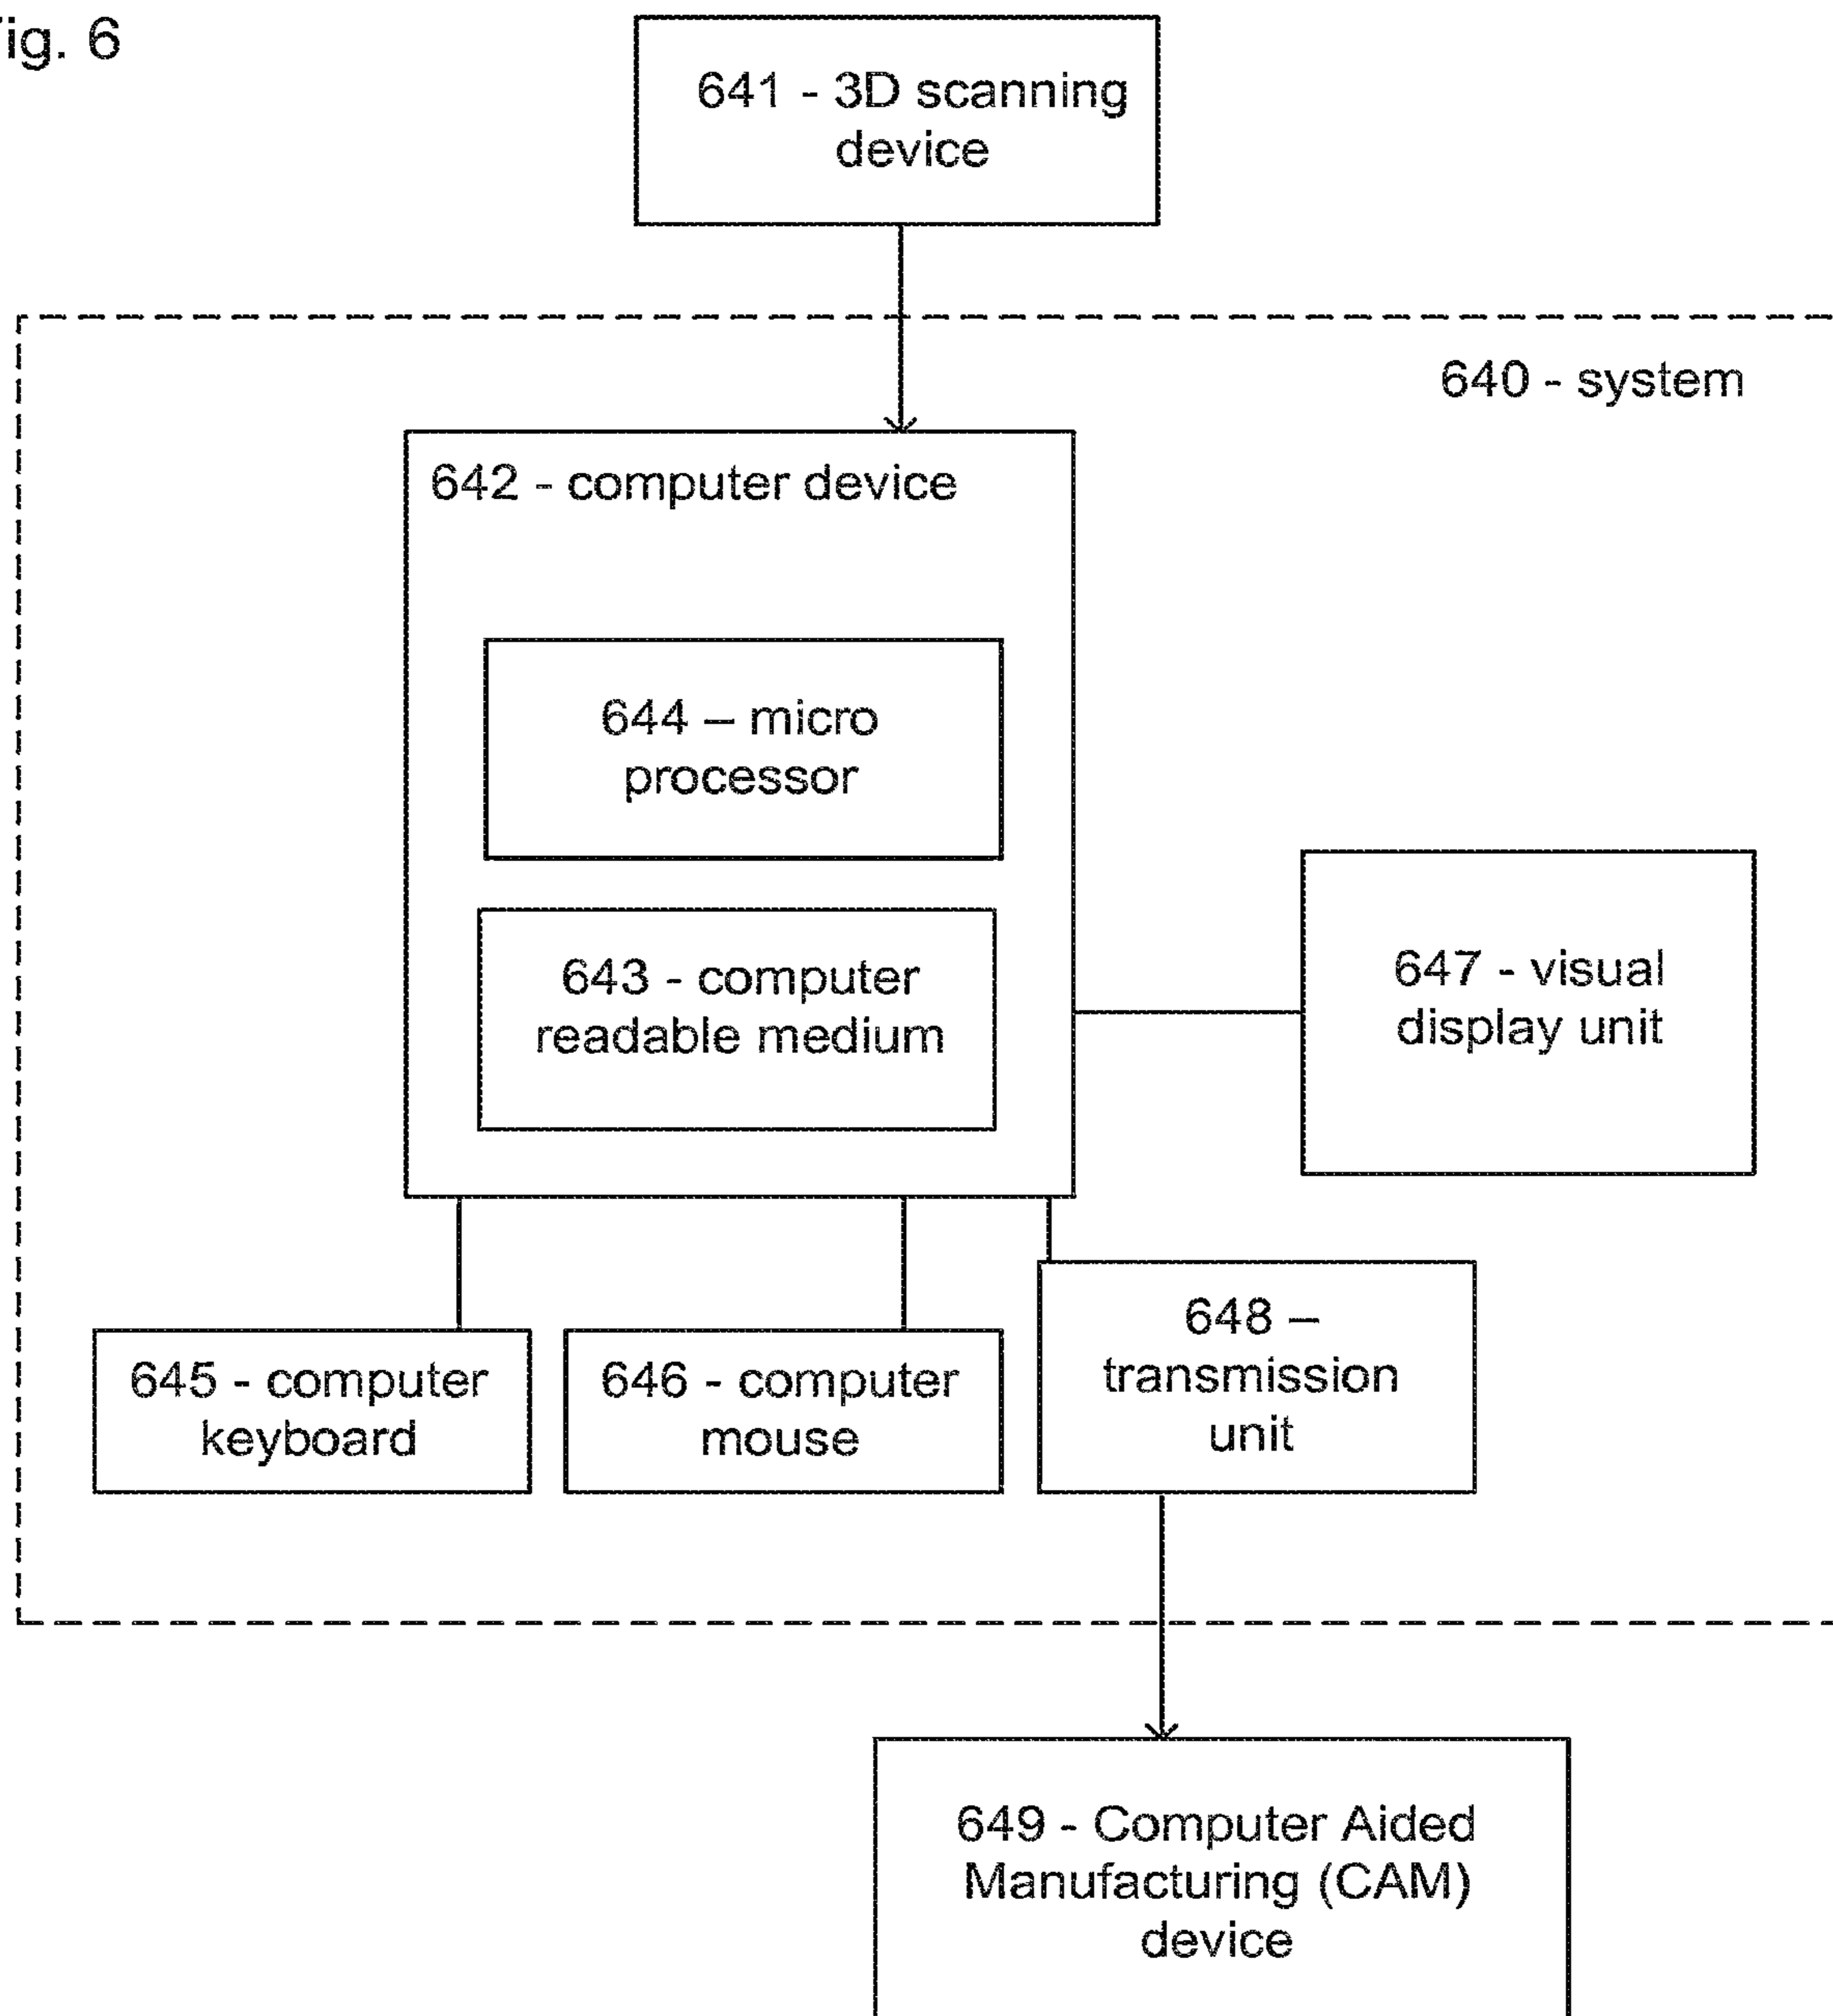 ig. 6
641 - 3D scanning
device
640 - system
642 - computer device
644 – micro
processor
643 - computer
readable medium
647 - visual
display unit
645 - computer
keyboard
646 - computer
mouse
648 –
transmission
unit
649 - Computer Aided
Manufacturing (CAM)
device